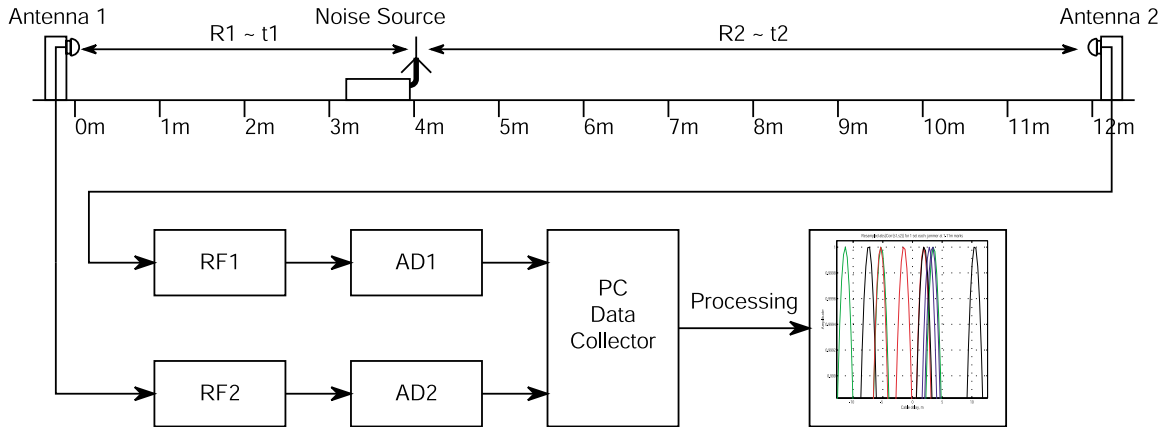 Antenna 1
Noise Source
Antenna 2
R1 ~ t1
R2 ~ t2
0m 1m 2m 3m 4m 5m 6m 7m 8m 9m 10m 11m 12m
RF1
AD1
PC
Data
Collector
Processing
RF2
AD2